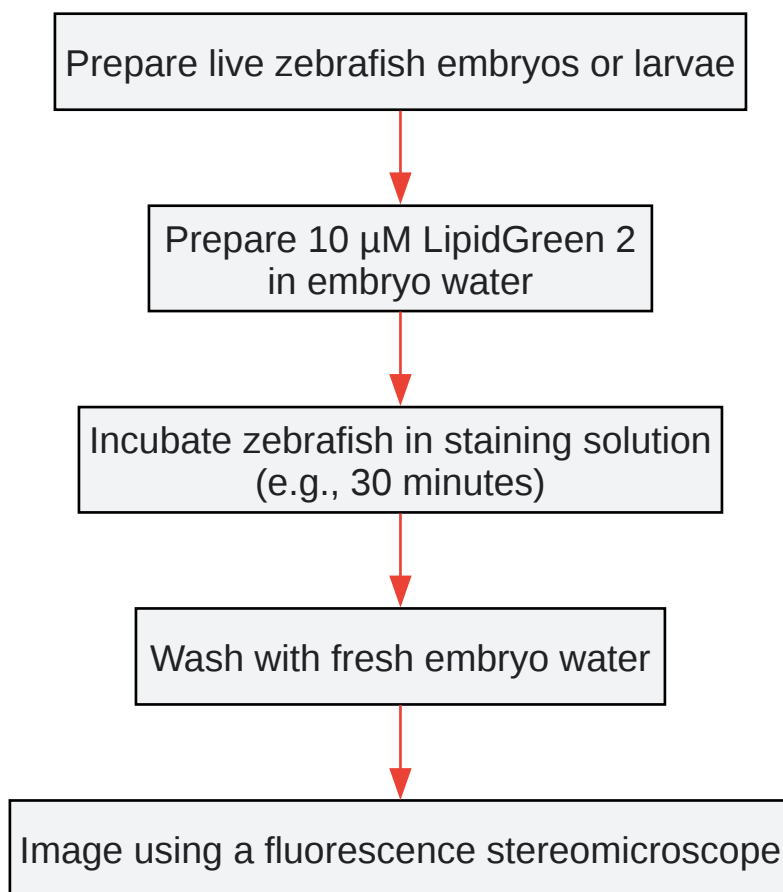 Prepare live zebrafish embryos or larvae
Prepare 10 µM LipidGreen 2
in embryo water
Incubate zebrafish in staining solution
(e.g., 30 minutes)
Wash with fresh embryo water
Image using a fluorescence stereomicroscope